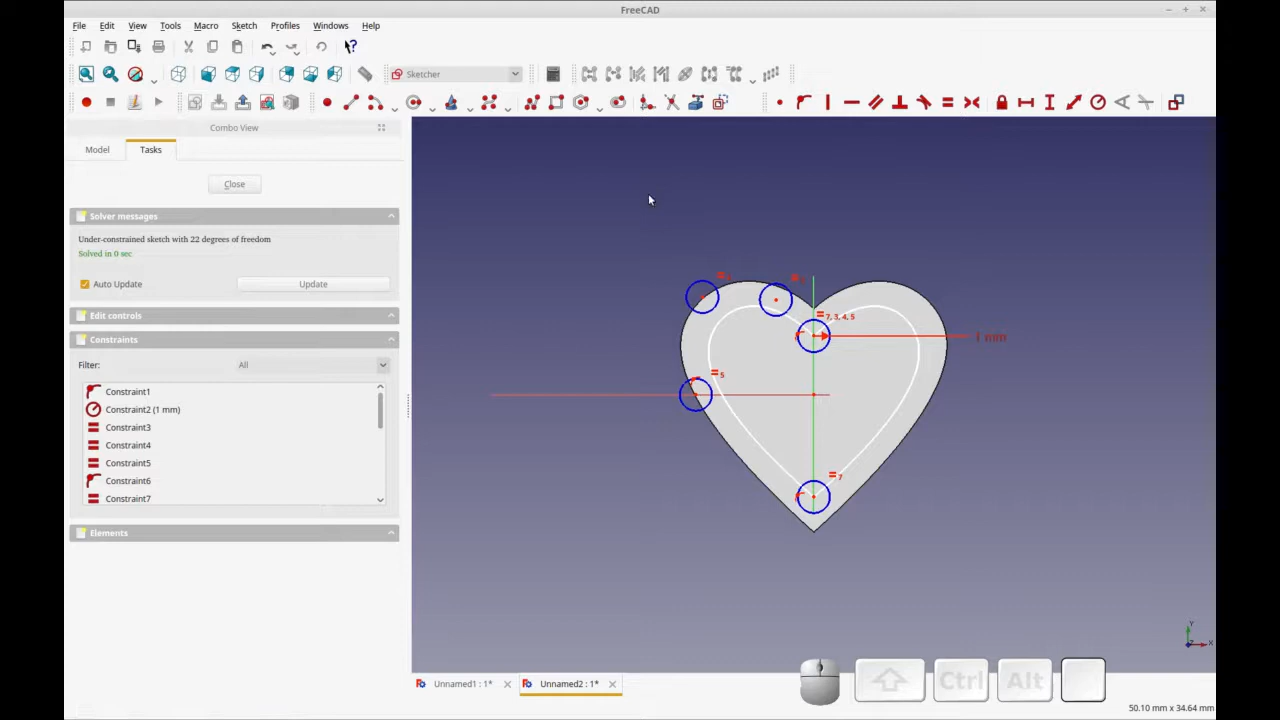 FreeCAD
File Edit View Tools Macro Sketch Profiles Windows Help
Sketcher
Combo View
Model Tasks
Close
Solver messages
Under-constrained sketch with 22 degrees of freedom
Solved in 0 sec
Auto Update Update
Edit controls
Constraints
Filter: All
Constraint1
Constraint2 (1 mm)
Constraint3
Constraint4
Constraint5
Constraint6
Constraint7
Elements
7, 3, 4, 5
1 mm
5
7
Y
X
Ctrl Alt
Unnamed1 : 1* Unnamed2 : 1*
50.10 mm x 34.64 mm